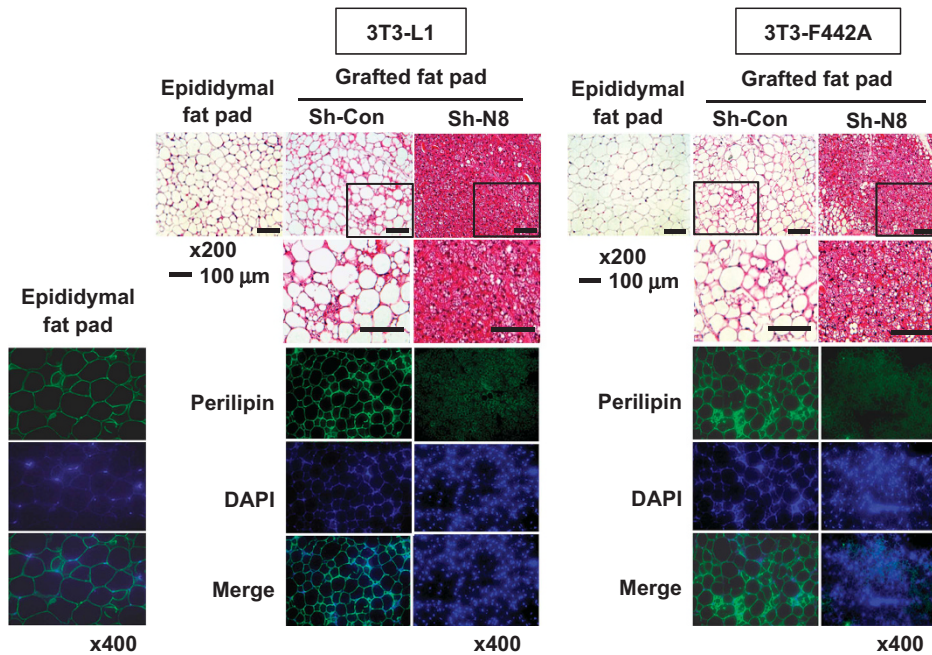 3T3-L1
3T3-F442A
Grafted fat pad
Grafted fat pad
Epididymal
fat pad
Sh-Con
Sh-N8
Epididymal
fat pad
Sh-Con
Sh-N8
x200
100 μm
x200
100 μm
Epididymal
fat pad
Perilipin
Perilipin
DAPI
DAPI
Merge
Merge
x400
x400
x400